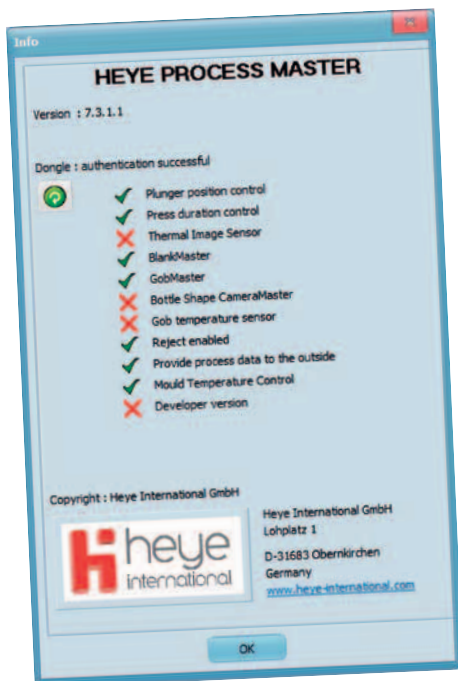 Info
HEYE PROCESS MASTER
Version : 7.3.1.1
Dongle : authentication successful
Plunger position control
Press duration control
Thermal Image Sensor
BlankMaster
GobMaster
Bottle Shape CameraMaster
Gob temperature sensor
Reject enabled
Provide process data to the outside
Mould Temperature Control
Developer version
Copyright : Heye International GmbH
heye
international
Heye International GmbH
Lohplatz 1
D-31683 Obernkirchen
Germany
www.heye-international.com
OK